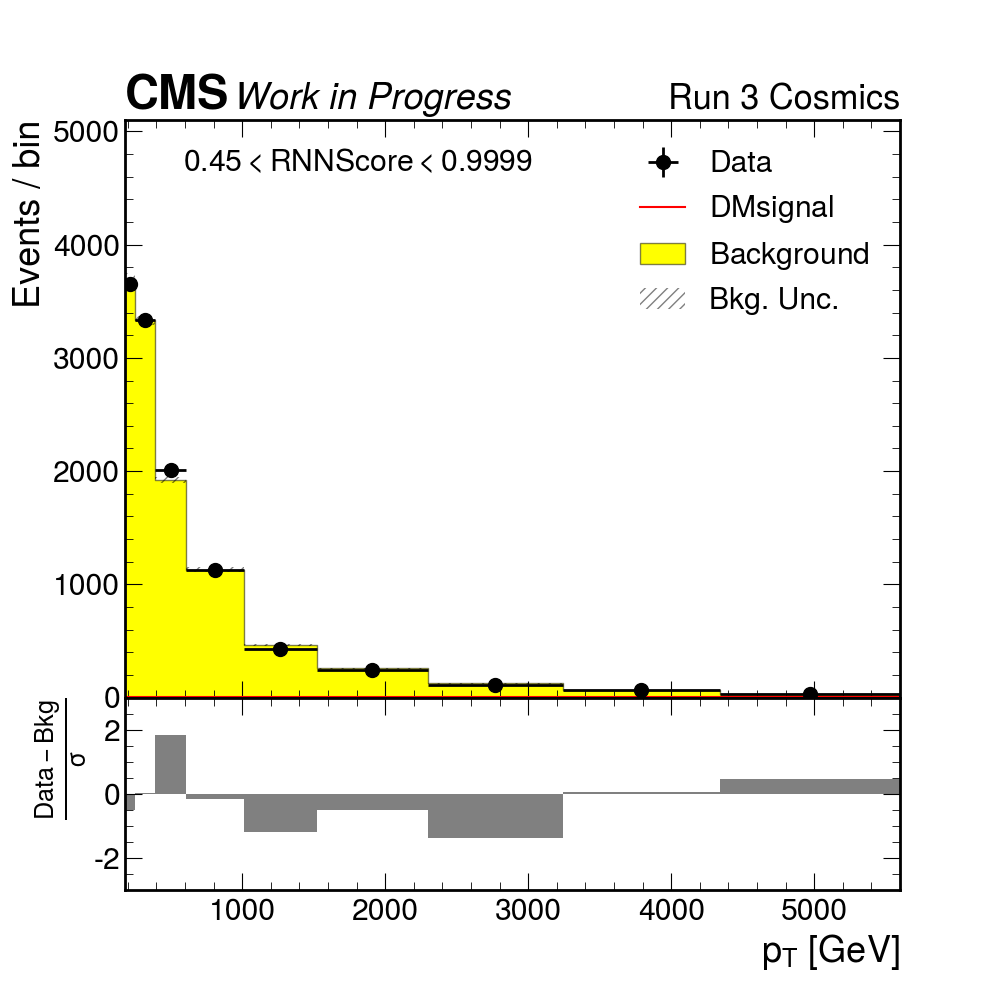 CMS Work in Progress
Run 3 Cosmics
Events / bin
5000
4000
3000
2000
1000
0
0.45 < RNNScore < 0.9999
Data
DMsignal
Background
Bkg. Unc.
Data – Bkg
σ
2
0
-2
1000 2000 3000 4000 5000
pT [GeV]